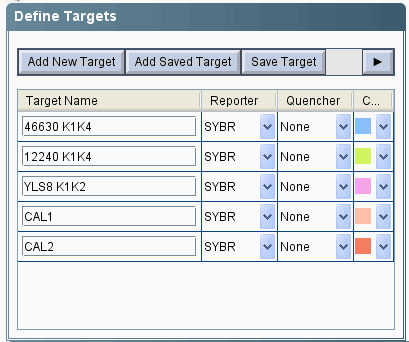 Define Targets
Add New Target Add Saved Target Save Target
Target Name Reporter Quencher C...
46630 K1K4 SYBR None
12240 K1K4 SYBR None
YLS8 K1K2 SYBR None
CAL1 SYBR None
CAL2 SYBR None